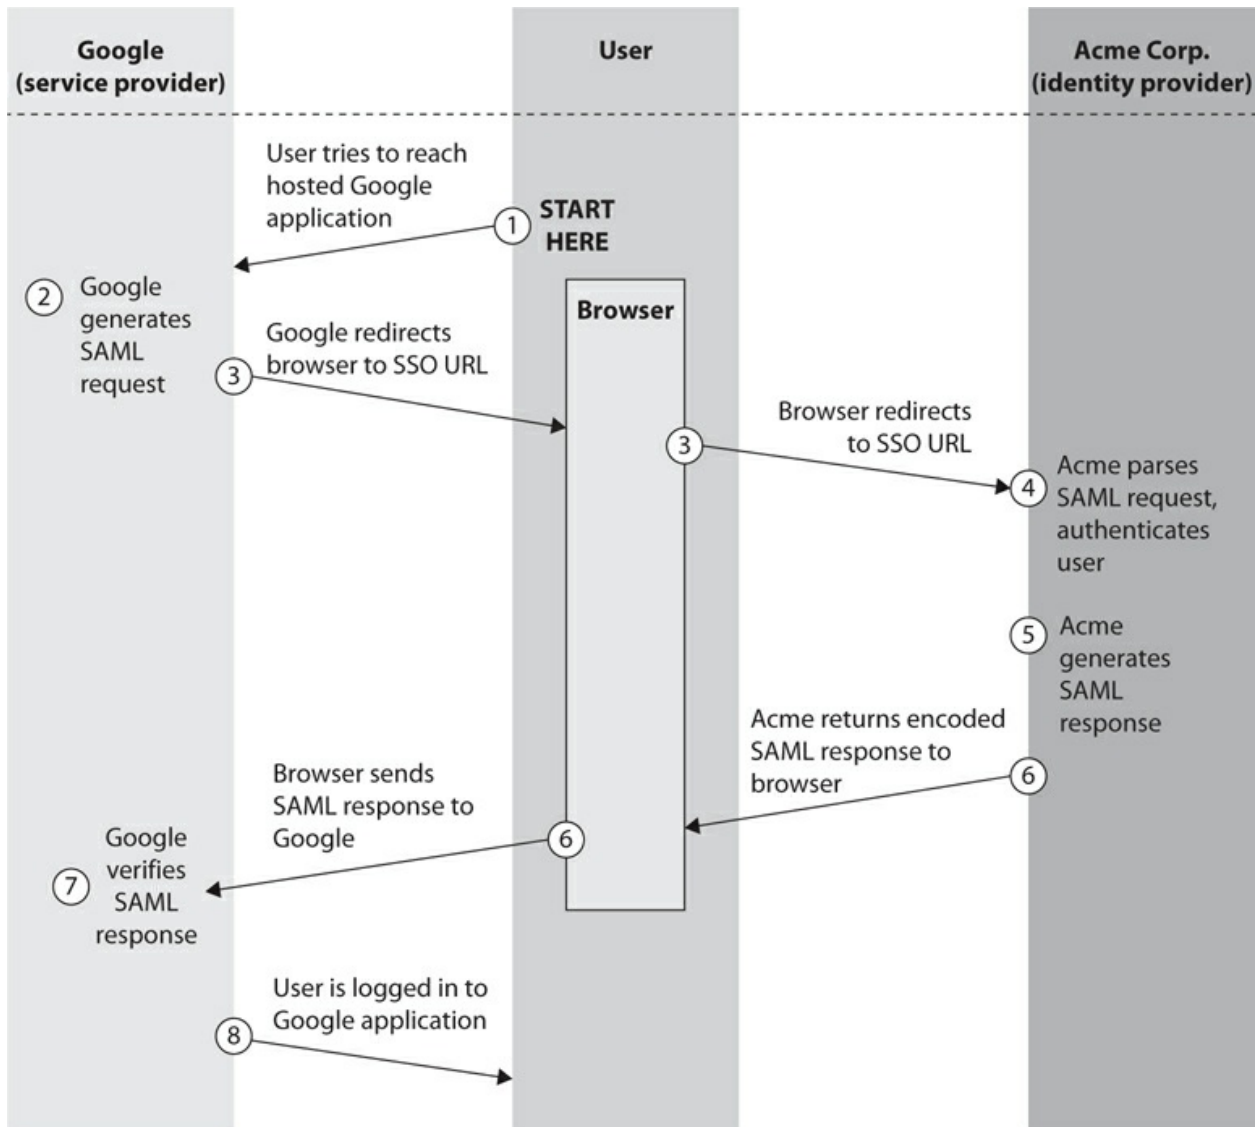 Google
(service provider)
User
Acme Corp.
(identity provider)
User tries to reach
hosted Google
application
1
START
HERE
2
Google
generates
SAML
request
Browser
Google redirects
browser to SSO URL
3
Browser redirects
to SSO URL
3
4
Acme parses
SAML request,
authenticates
user
5
Acme
generates
SAML
response
Acme returns encoded
SAML response to
browser
6
Browser sends
SAML response to
Google
6
7
Google
verifies
SAML
response
User is logged in to
Google application
8